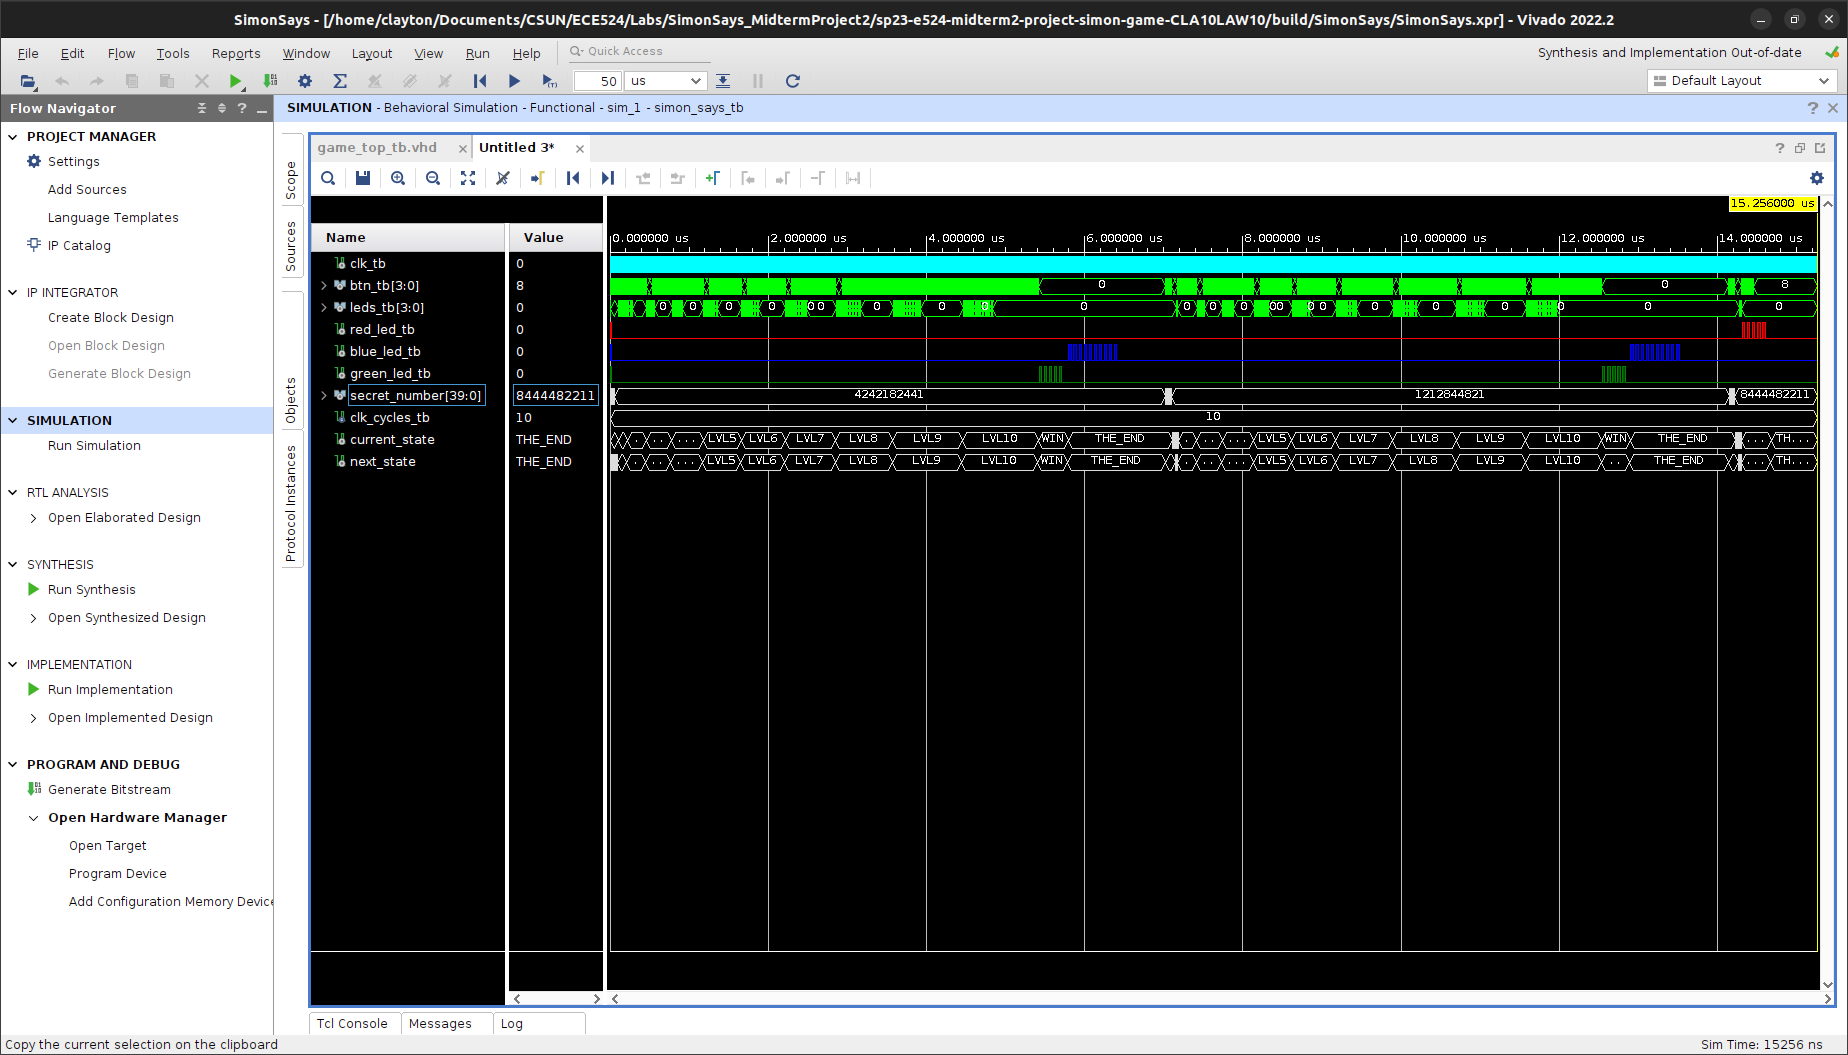 SimonSays - [/home/clayton/Documents/CSUN/ECE524/Labs/SimonSays_MidtermProject2/sp23-e524-midterm2-project-simon-game-CLA10LAW10/build/SimonSays/SimonSays.xpr] - Vivado 2022.2
File Edit Flow Tools Reports Window Layout View Run Help Quick Access
Synthesis and Implementation Out-of-date
50 us
Default Layout
Flow Navigator
SIMULATION - Behavioral Simulation - Functional - sim_1 - simon_says_tb
PROJECT MANAGER
Settings
Add Sources
Language Templates
IP Catalog
IP INTEGRATOR
Create Block Design
Open Block Design
Generate Block Design
SIMULATION
Run Simulation
RTL ANALYSIS
Open Elaborated Design
SYNTHESIS
Run Synthesis
Open Synthesized Design
IMPLEMENTATION
Run Implementation
Open Implemented Design
PROGRAM AND DEBUG
Generate Bitstream
Open Hardware Manager
Open Target
Program Device
Add Configuration Memory Device
Scope
Sources
Objects
Protocol Instances
game_top_tb.vhd
Untitled 3*
15.256000 us
Name Value
0.000000 us 2.000000 us 4.000000 us 6.000000 us 8.000000 us 10.000000 us 12.000000 us 14.000000 us
clk_tb 0
btn_tb[3:0] 8 0 0 8
leds_tb[3:0] 0 0 0 0 0 0 0 0 0 0 0 0 0 0 0 00 0 0 0 0 0 0 0 0
red_led_tb 0
blue_led_tb 0
green_led_tb 0
secret_number[39:0] 8444482211 4242182441 1212844821 8444482211
clk_cycles_tb 10 10
current_state THE_END . .. ... LVL5 LVL6 LVL7 LVL8 LVL9 LVL10 WIN THE_END . .. ... LVL5 LVL6 LVL7 LVL8 LVL9 LVL10 WIN THE_END ... TH...
next_state THE_END . .. ... LVL5 LVL6 LVL7 LVL8 LVL9 LVL10 WIN THE_END . .. ... LVL5 LVL6 LVL7 LVL8 LVL9 LVL10 .. THE_END ... TH...
Tcl Console Messages Log
Copy the current selection on the clipboard
Sim Time: 15256 ns